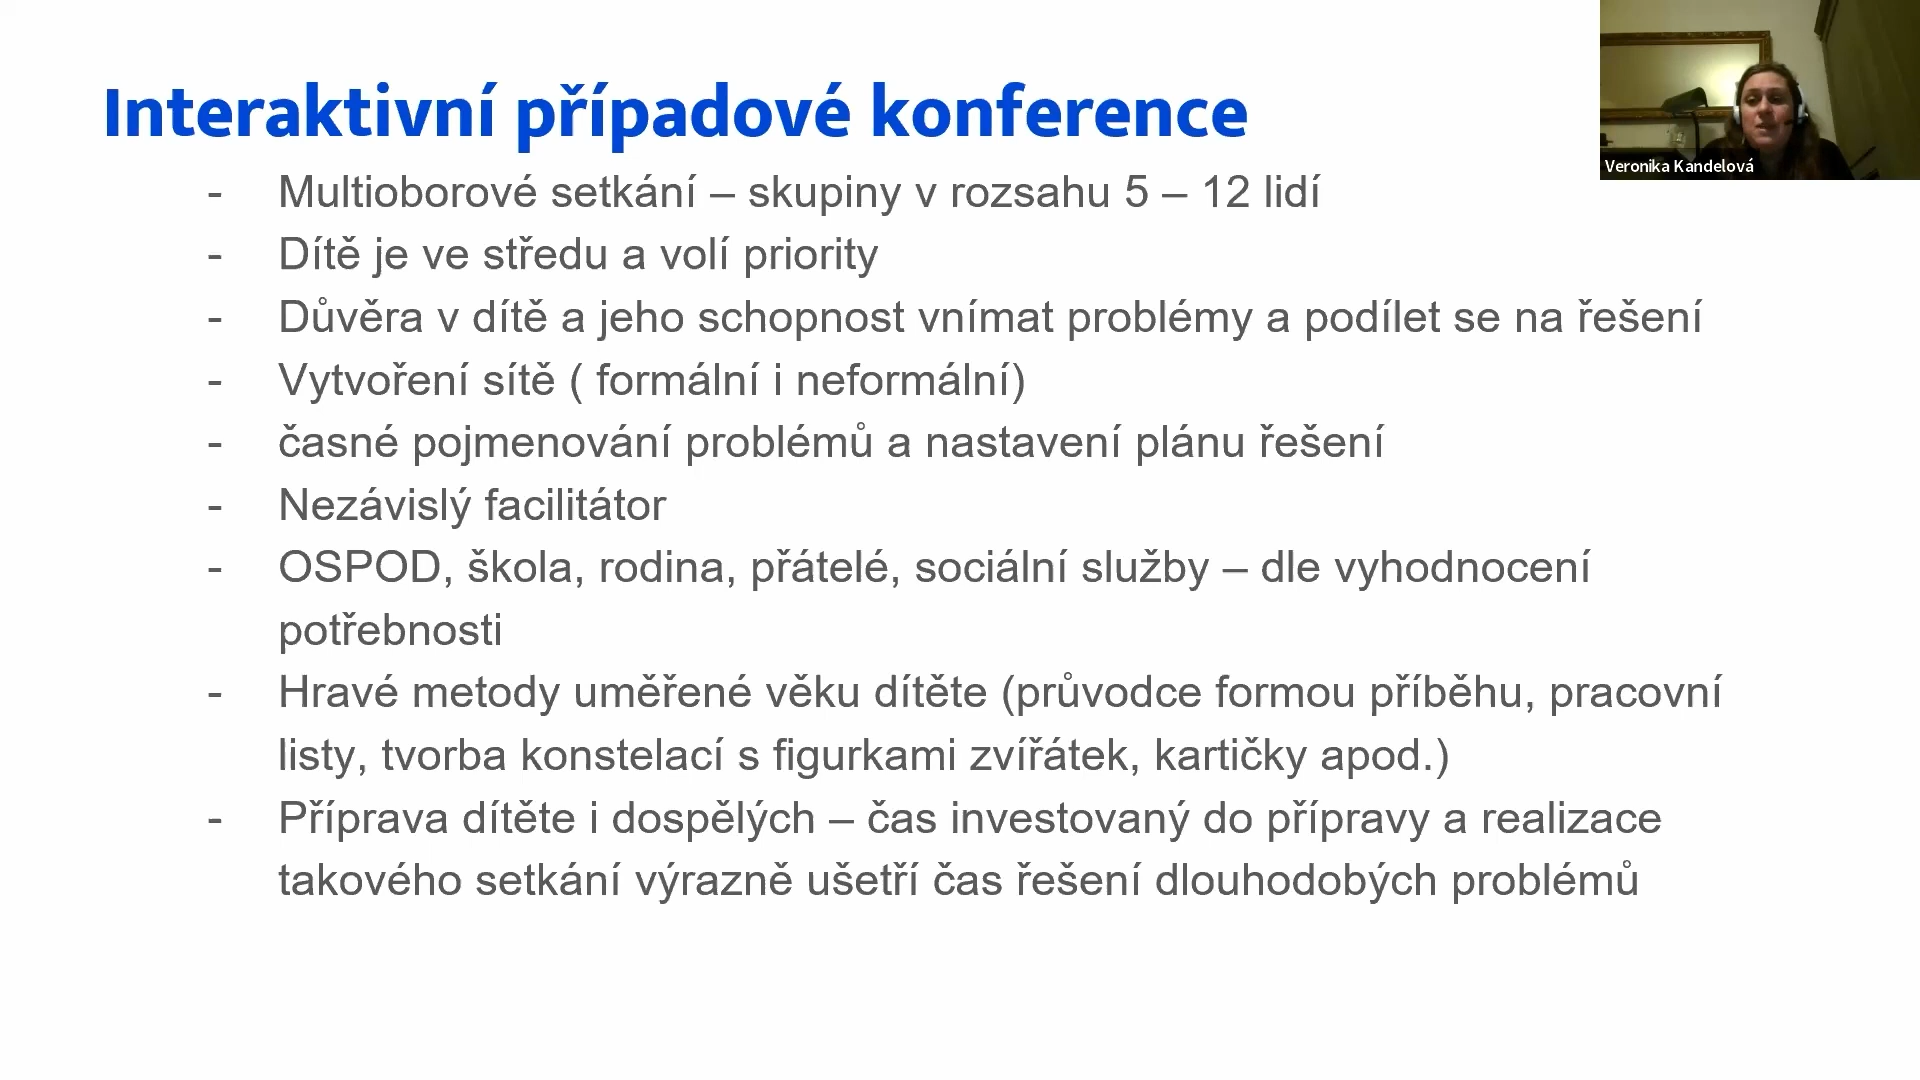 Interaktivní případové konference
Veronika Kandelová
- Multioborové setkání – skupiny v rozsahu 5 – 12 lidí
- Dítě je ve středu a volí priority
- Důvěra v dítě a jeho schopnost vnímat problémy a podílet se na řešení
- Vytvoření sítě ( formální i neformální)
- časné pojmenování problémů a nastavení plánu řešení
- Nezávislý facilitátor
- OSPOD, škola, rodina, přátelé, sociální služby – dle vyhodnocení
potřebnosti
- Hravé metody uměřené věku dítěte (průvodce formou příběhu, pracovní
listy, tvorba konstelací s figurkami zvířátek, kartičky apod.)
- Příprava dítěte i dospělých – čas investovaný do přípravy a realizace
takového setkání výrazně ušetří čas řešení dlouhodobých problémů